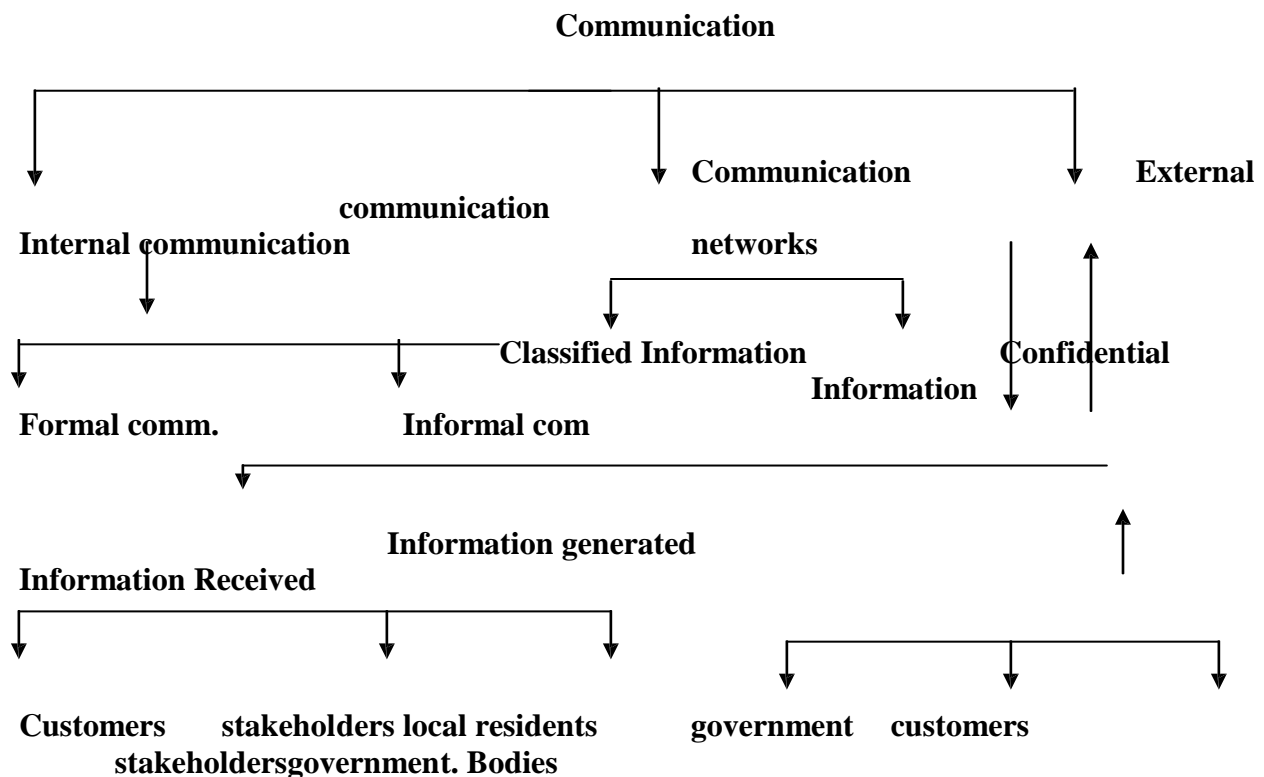 Communication
Communication External
communication
Internal communication networks
Classified Information Confidential
Information
Formal comm. Informal com
Information generated
Information Received
Customers stakeholders local residents government customers
stakeholdersgovernment. Bodies